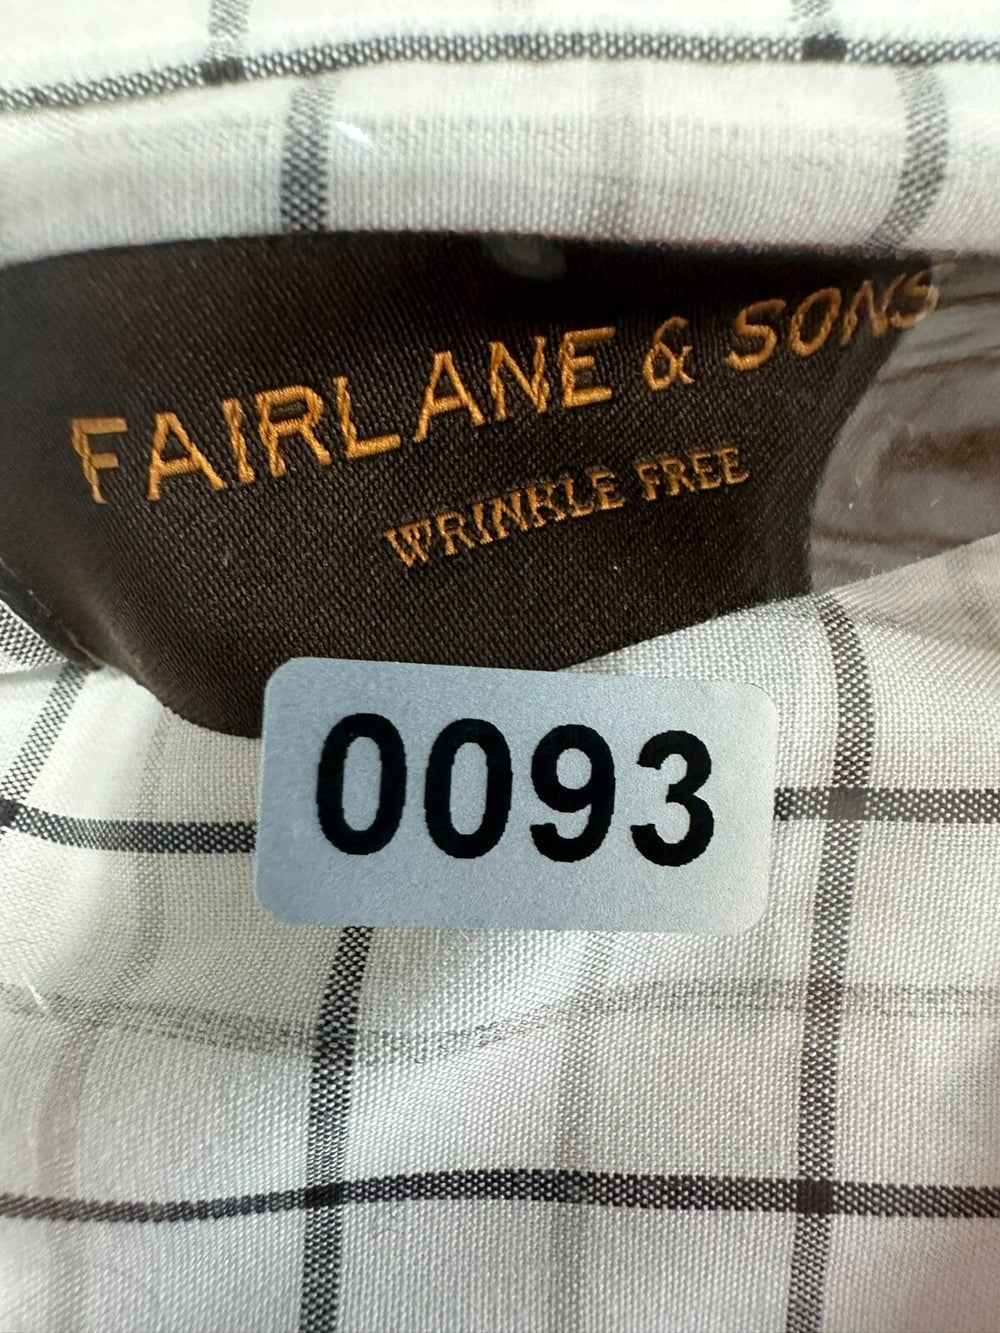 FAIRLANE & SONS
WRINKLE FREE
0093